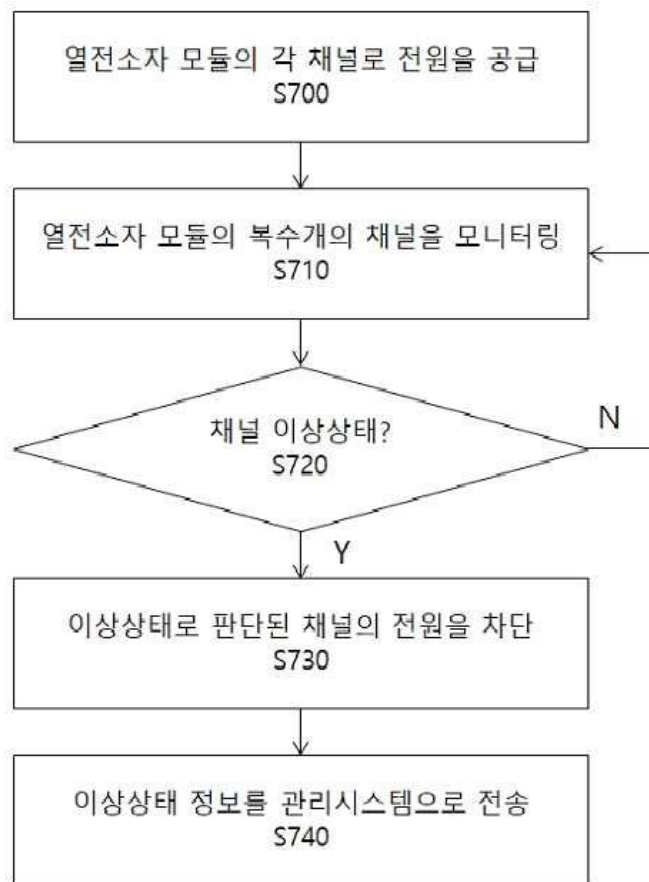 열전소자 모듈의 각 채널로 전원을 공급
S700
열전소자 모듈의 복수개의 채널을 모니터링
S710
채널 이상상태?
S720
N
Y
이상상태로 판단된 채널의 전원을 차단
S730
이상상태 정보를 관리시스템으로 전송
S740